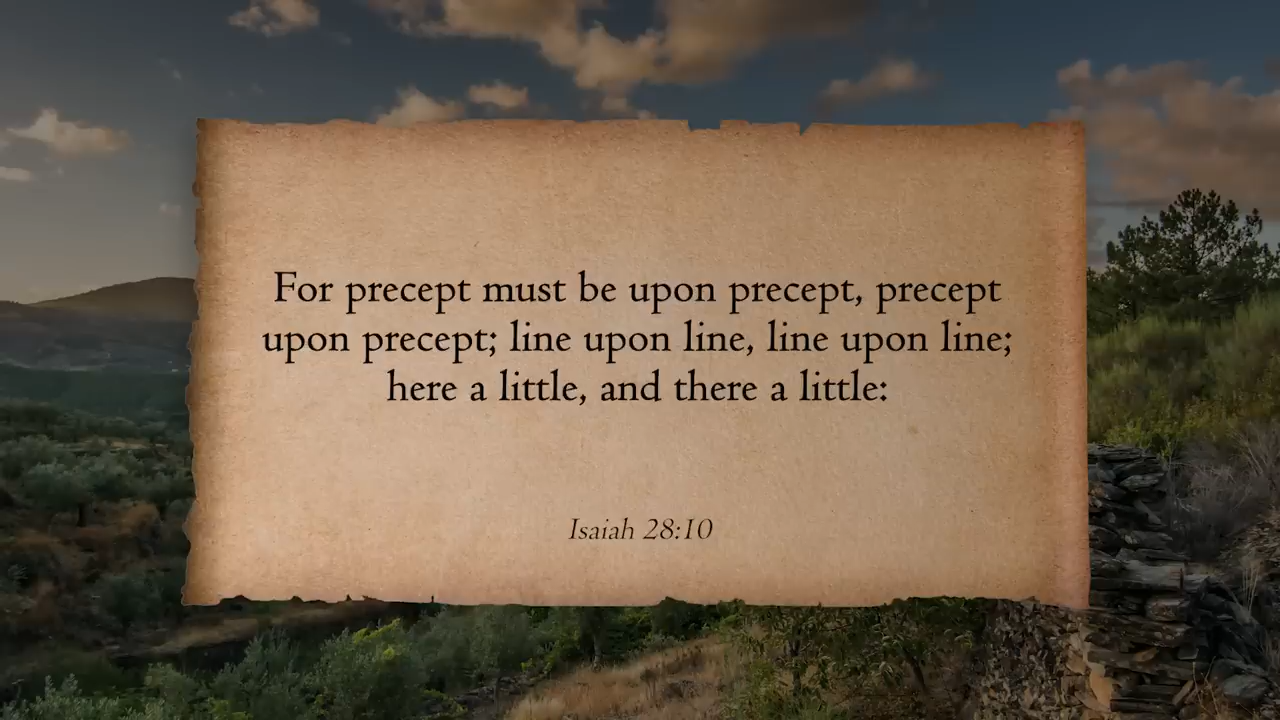 For precept must be upon precept, precept
upon precept; line upon line, line upon line;
here a little, and there a little:
Isaiah 28:10